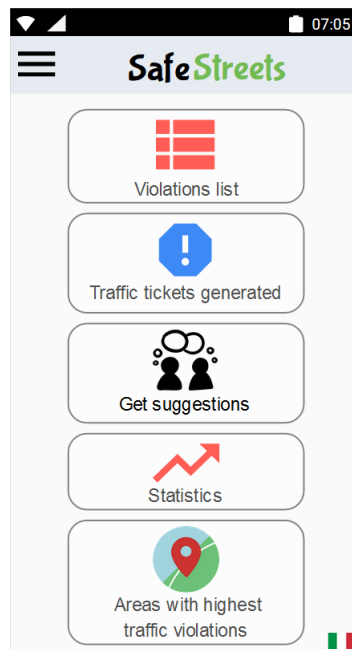 07:05
SafeStreets
Violations list
Traffic tickets generated
Get suggestions
Statistics
Areas with highest
traffic violations